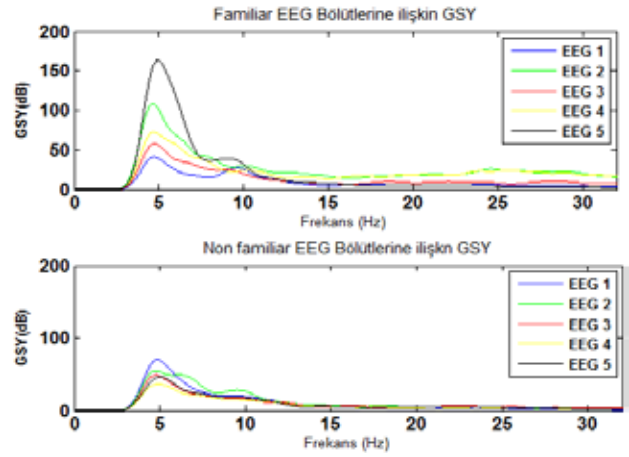 Familiar EEG Bölütlerine ilişkin GSY
200
150
100
50
0
GSY(dB)
0 5 10 15 20 25 30
Frekans (Hz)
EEG 1
EEG 2
EEG 3
EEG 4
EEG 5
Non familiar EEG Bölütlerine ilişkn GSY
200
100
0
GSY(dB)
0 5 10 15 20 25 30
Frekans (Hz)
EEG 1
EEG 2
EEG 3
EEG 4
EEG 5